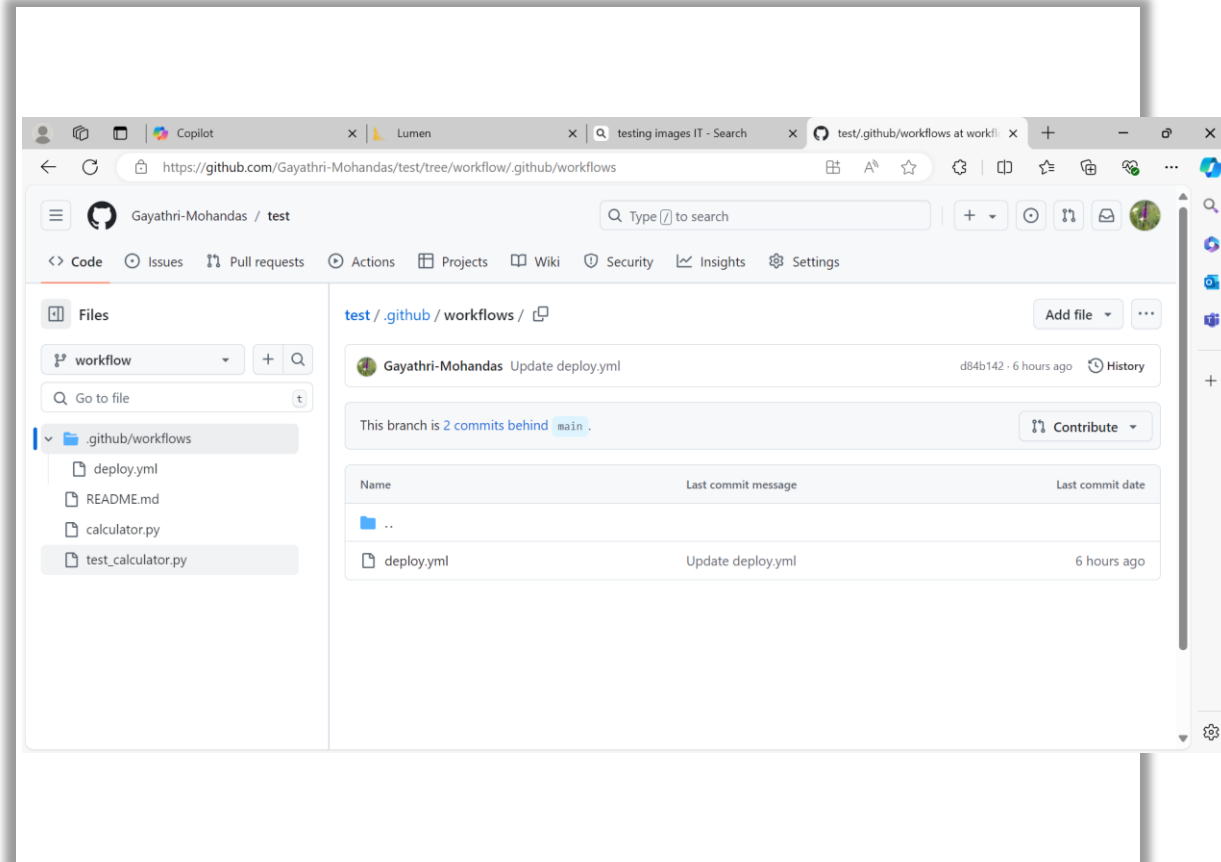 Copilot
Lumen
testing images IT - Search
test/.github/workflows at workfl
https://github.com/Gayathri-Mohandas/test/tree/workflow/.github/workflows
Gayathri-Mohandas / test
Type / to search
Code Issues Pull requests Actions Projects Wiki Security Insights Settings
Files
workflow
Go to file t
.github/workflows
deploy.yml
README.md
calculator.py
test_calculator.py
test / .github / workflows /
Add file
Gayathri-Mohandas Update deploy.yml d84b142 · 6 hours ago History
This branch is 2 commits behind main .
Contribute
Name Last commit message Last commit date
..
deploy.yml Update deploy.yml 6 hours ago